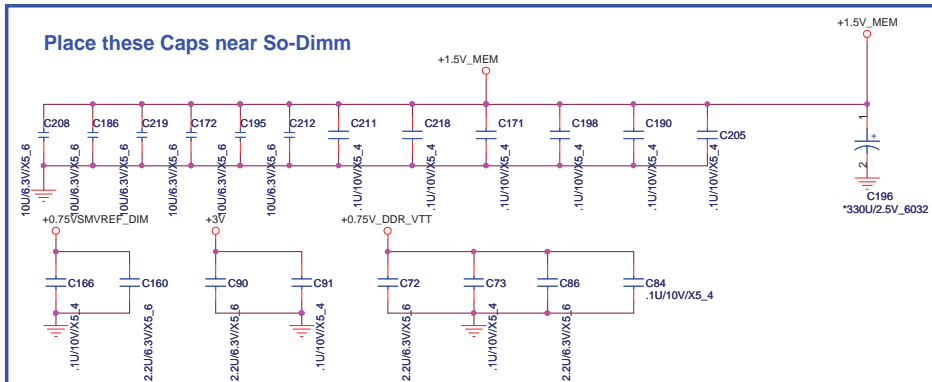 Place these Caps near So-Dimm
+1.5V_MEM
+1.5V_MEM
C208
C186
C219
C172
C195
C212
C211
C218
C171
C198
C190
C205
10U/6.3V/X5_6
10U/6.3V/X5_6
10U/6.3V/X5_6
10U/6.3V/X5_6
10U/6.3V/X5_6
10U/6.3V/X5_6
.1U/10V/X5_4
.1U/10V/X5_4
.1U/10V/X5_4
.1U/10V/X5_4
.1U/10V/X5_4
.1U/10V/X5_4
1
+
2
C196
*330U/2.5V_6032
+0.75VSMVREF_DIM
+3V
+0.75V_DDR_VTT
C166
C160
C90
C91
C72
C73
C86
C84
.1U/10V/X5_4
.1U/10V/X5_4
2.2U/6.3V/X5_6
2.2U/6.3V/X5_6
.1U/10V/X5_4
2.2U/6.3V/X5_6
.1U/10V/X5_4
2.2U/6.3V/X5_6